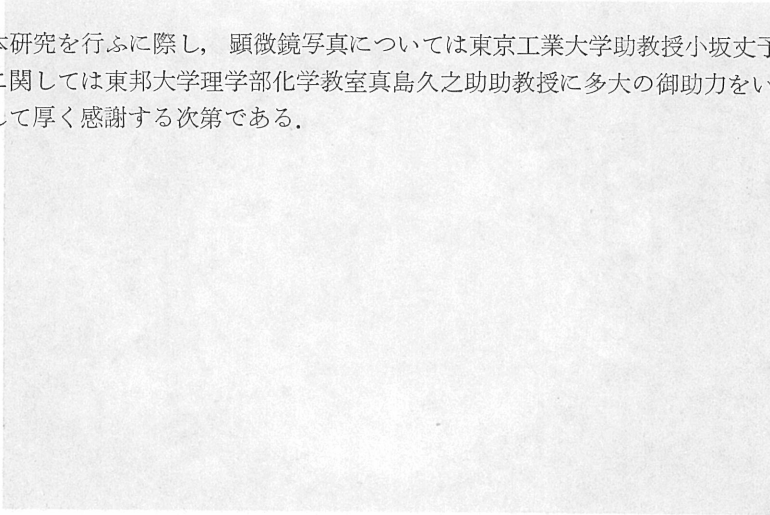 本研究を行ふに際し， 顕微鏡写真については東京工業大学助教授小坂丈予
に関しては東邦大学理学部化学教室真島久之助助教授に多大の御助力をい
して厚く感謝する次第である．